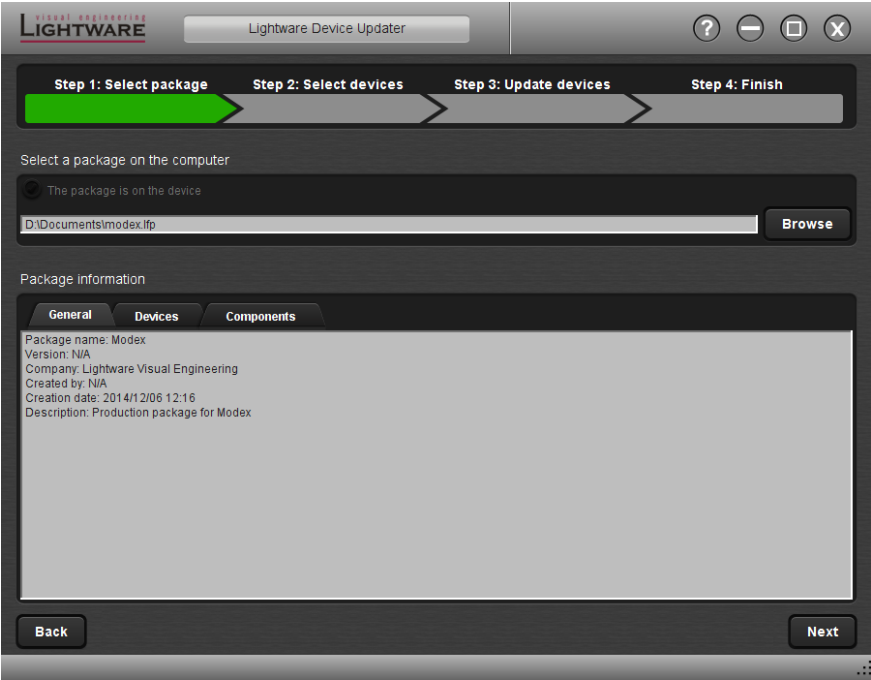 visual engineering
LIGHTWARE
Lightware Device Updater
?
X
Step 1: Select package
Step 2: Select devices
Step 3: Update devices
Step 4: Finish
Select a package on the computer
The package is on the device
D:\Documents\modex.lfp
Browse
Package information
General
Devices
Components
Package name: Modex
Version: N/A
Company: Lightware Visual Engineering
Created by: N/A
Creation date: 2014/12/06 12:16
Description: Production package for Modex
Back
Next